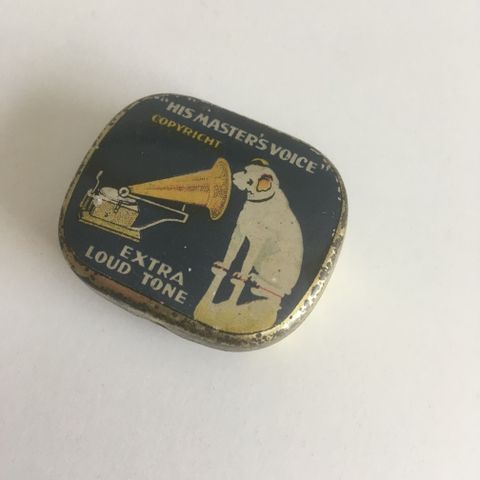 "HIS MASTER'S VOICE"
COPYRIGHT
EXTRA
LOUD TONE